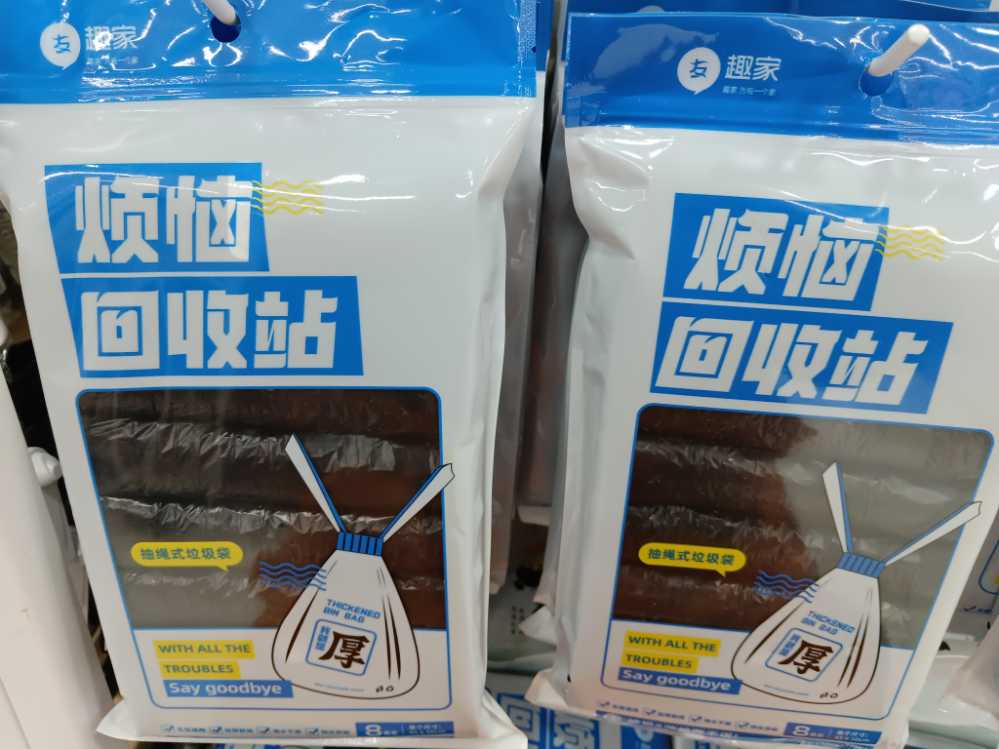 友 趣家
烦恼
回收站
抽绳式垃圾袋
THICKENED
BIN BAG
厚
WITH ALL THE
TROUBLES
Say goodbye
8
友 趣家
烦恼
回收站
抽绳式垃圾袋
THICKENED
BIN BAG
厚
WITH ALL THE
TROUBLES
Say goodbye
8